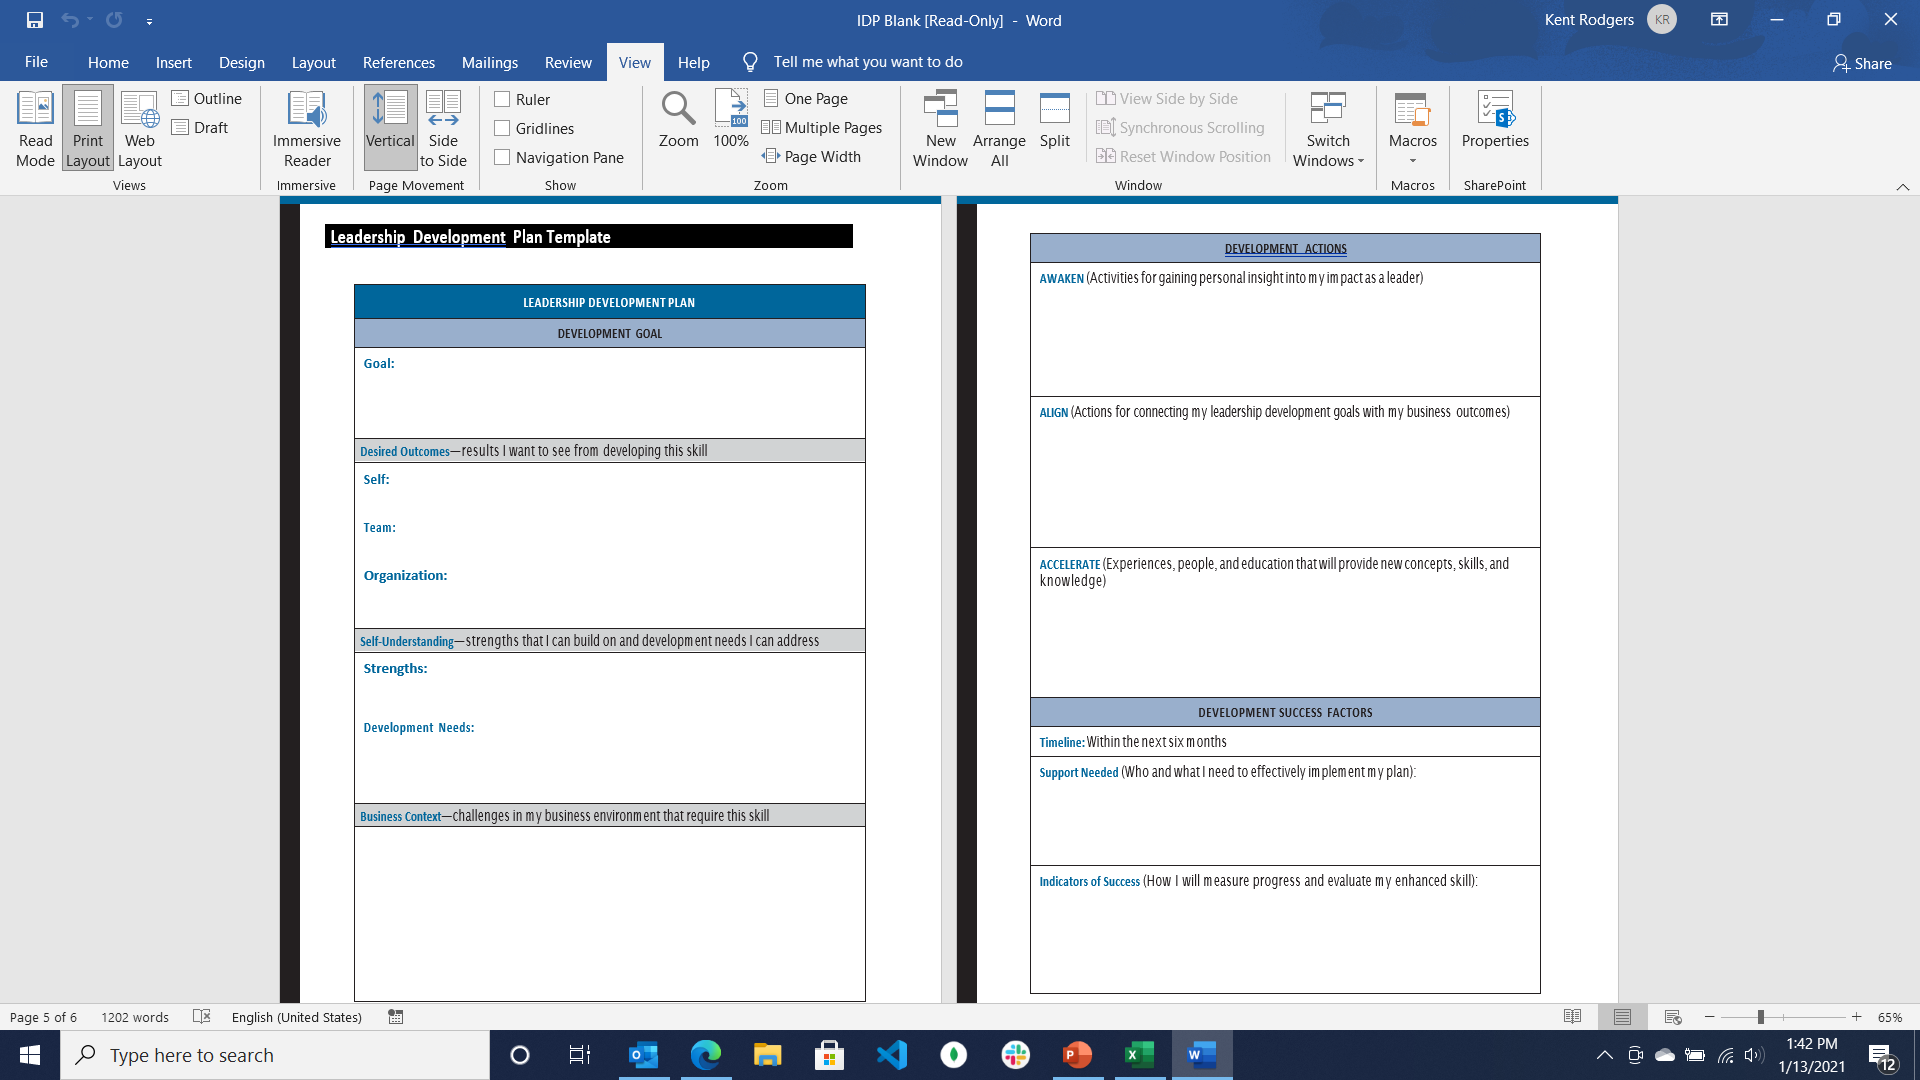 IDP Blank [Read-Only] - Word
Kent Rodgers
KR
File
Home
Insert
Design
Layout
References
Mailings
Review
View
Help
Tell me what you want to do
Share
Read
Mode
Print
Layout
Web
Layout
Outline
Draft
Views
Immersive
Reader
Immersive
Vertical
Side
to Side
Page Movement
Ruler
Gridlines
Navigation Pane
Show
Zoom
100
100%
One Page
Multiple Pages
Page Width
Zoom
New
Window
Arrange
All
Split
View Side by Side
Synchronous Scrolling
Reset Window Position
Switch
Windows
Window
Macros
Macros
Properties
SharePoint
Leadership Development Plan Template
LEADERSHIP DEVELOPMENT PLAN
DEVELOPMENT GOAL
Goal:
Desired Outcomes—results I want to see from developing this skill
Self:
Team:
Organization:
Self-Understanding—strengths that I can build on and development needs I can address
Strengths:
Development Needs:
Business Context—challenges in my business environment that require this skill
DEVELOPMENT ACTIONS
AWAKEN (Activities for gaining personal insight into my impact as a leader)
ALIGN (Actions for connecting my leadership development goals with my business outcomes)
ACCELERATE (Experiences, people, and education that will provide new concepts, skills, and
knowledge)
DEVELOPMENT SUCCESS FACTORS
Timeline: Within the next six months
Support Needed (Who and what I need to effectively implement my plan):
Indicators of Success (How I will measure progress and evaluate my enhanced skill):
Page 5 of 6
1202 words
English (United States)
65%
Type here to search
1:42 PM
1/13/2021
12